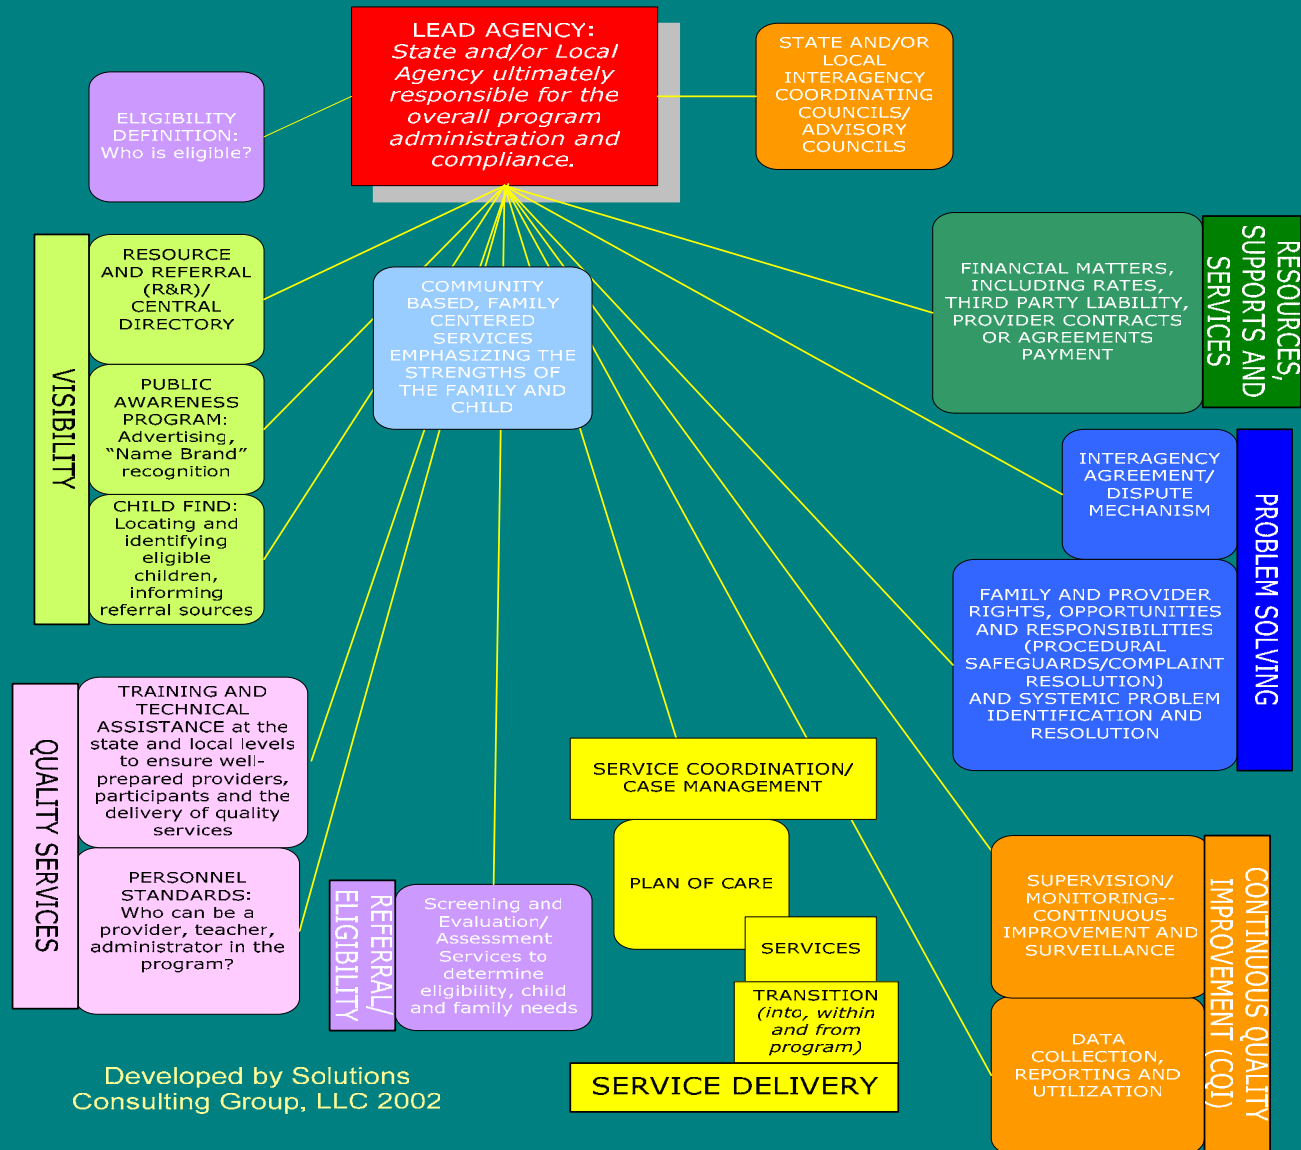 LEAD AGENCY:
State and/or Local
Agency ultimately
responsible for the
overall program
administration and
compliance.
STATE AND/OR
LOCAL
INTERAGENCY
COORDINATING
COUNCILS/
ADVISORY
COUNCILS
ELIGIBILITY
DEFINITION:
Who is eligible?
VISIBILITY
RESOURCE
AND REFERRAL
(R&R)/
CENTRAL
DIRECTORY
PUBLIC
AWARENESS
PROGRAM:
Advertising,
“Name Brand”
recognition
CHILD FIND:
Locating and
identifying
eligible
children,
informing
referral sources
COMMUNITY
BASED, FAMILY
CENTERED
SERVICES
EMPHASIZING THE
STRENGTHS OF
THE FAMILY AND
CHILD
FINANCIAL MATTERS,
INCLUDING RATES,
THIRD PARTY LIABILITY,
PROVIDER CONTRACTS
OR AGREEMENTS
PAYMENT
RESOURCES,
SUPPORTS AND
SERVICES
INTERAGENCY
AGREEMENT/
DISPUTE
MECHANISM
FAMILY AND PROVIDER
RIGHTS, OPPORTUNITIES
AND RESPONSIBILITIES
(PROCEDURAL
SAFEGUARDS/COMPLAINT
RESOLUTION)
AND SYSTEMIC PROBLEM
IDENTIFICATION AND
RESOLUTION
PROBLEM SOLVING
QUALITY SERVICES
TRAINING AND
TECHNICAL
ASSISTANCE at the
state and local levels
to ensure well-
prepared providers,
participants and the
delivery of quality
services
PERSONNEL
STANDARDS:
Who can be a
provider, teacher,
administrator in the
program?
REFERRAL/
ELIGIBILITY
Screening and
Evaluation/
Assessment
Services to
determine
eligibility, child
and family needs
SERVICE COORDINATION/
CASE MANAGEMENT
PLAN OF CARE
SERVICES
TRANSITION
(into, within
and from
program)
SERVICE DELIVERY
SUPERVISION/
MONITORING--
CONTINUOUS
IMPROVEMENT AND
SURVEILLANCE
DATA
COLLECTION,
REPORTING AND
UTILIZATION
CONTINUOUS QUALITY
IMPROVEMENT (CQI)
Developed by Solutions
Consulting Group, LLC 2002